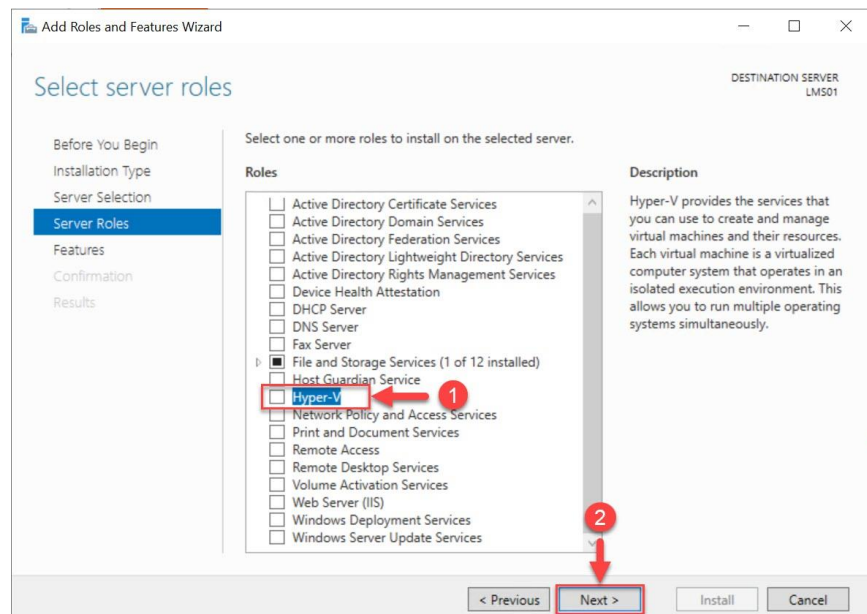 Add Roles and Features Wizard
Select server roles
DESTINATION SERVER
LMS01
Before You Begin
Installation Type
Server Selection
Server Roles
Features
Confirmation
Results
Select one or more roles to install on the selected server.
Roles
Active Directory Certificate Services
Active Directory Domain Services
Active Directory Federation Services
Active Directory Lightweight Directory Services
Active Directory Rights Management Services
Device Health Attestation
DHCP Server
DNS Server
Fax Server
File and Storage Services (1 of 12 installed)
Host Guardian Service
Hyper-V
1
Network Policy and Access Services
Print and Document Services
Remote Access
Remote Desktop Services
Volume Activation Services
Web Server (IIS)
Windows Deployment Services
Windows Server Update Services
2
Description
Hyper-V provides the services that
you can use to create and manage
virtual machines and their resources.
Each virtual machine is a virtualized
computer system that operates in an
isolated execution environment. This
allows you to run multiple operating
systems simultaneously.
< Previous
Next >
Install
Cancel